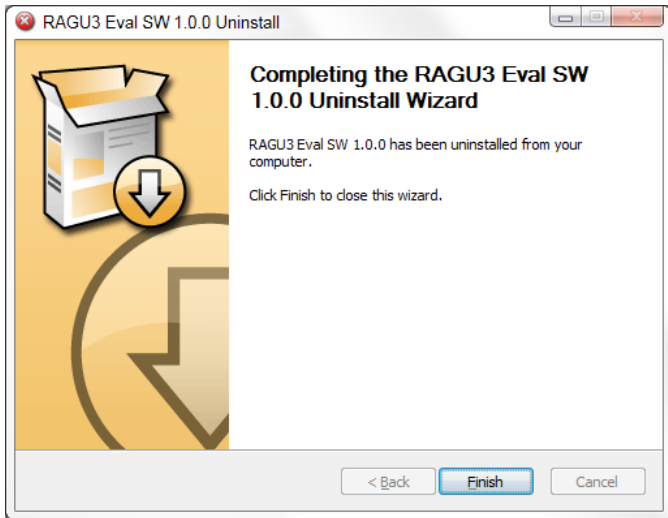 RAGU3 Eval SW 1.0.0 Uninstall
Completing the RAGU3 Eval SW
1.0.0 Uninstall Wizard
RAGU3 Eval SW 1.0.0 has been uninstalled from your
computer.
Click Finish to close this wizard.
< Back
Finish
Cancel